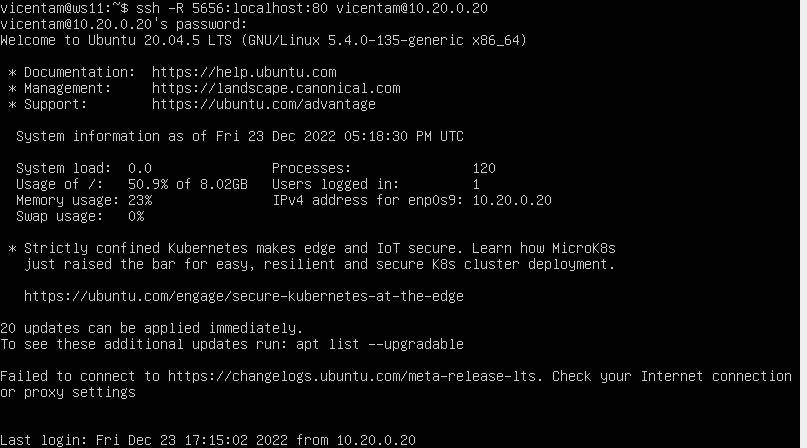 vicentam@ws11:~$ ssh -R 5656:localhost:80 vicentam@10.20.0.20
vicentam@10.20.0.20's password:
Welcome to Ubuntu 20.04.5 LTS (GNU/Linux 5.4.0-135-generic x86_64)
* Documentation:  https://help.ubuntu.com
* Management:     https://landscape.canonical.com
* Support:        https://ubuntu.com/advantage
System information as of Fri 23 Dec 2022 05:18:30 PM UTC
System load:  0.0               Processes:               120
Usage of /:   50.9% of 8.02GB   Users logged in:         1
Memory usage: 23%               IPv4 address for enp0s9: 10.20.0.20
Swap usage:   0%
* Strictly confined Kubernetes makes edge and IoT secure. Learn how MicroK8s
just raised the bar for easy, resilient and secure K8s cluster deployment.
https://ubuntu.com/engage/secure-kubernetes-at-the-edge
20 updates can be applied immediately.
To see these additional updates run: apt list --upgradable
Failed to connect to https://changelogs.ubuntu.com/meta-release-lts. Check your Internet connection
or proxy settings
Last login: Fri Dec 23 17:15:02 2022 from 10.20.0.20